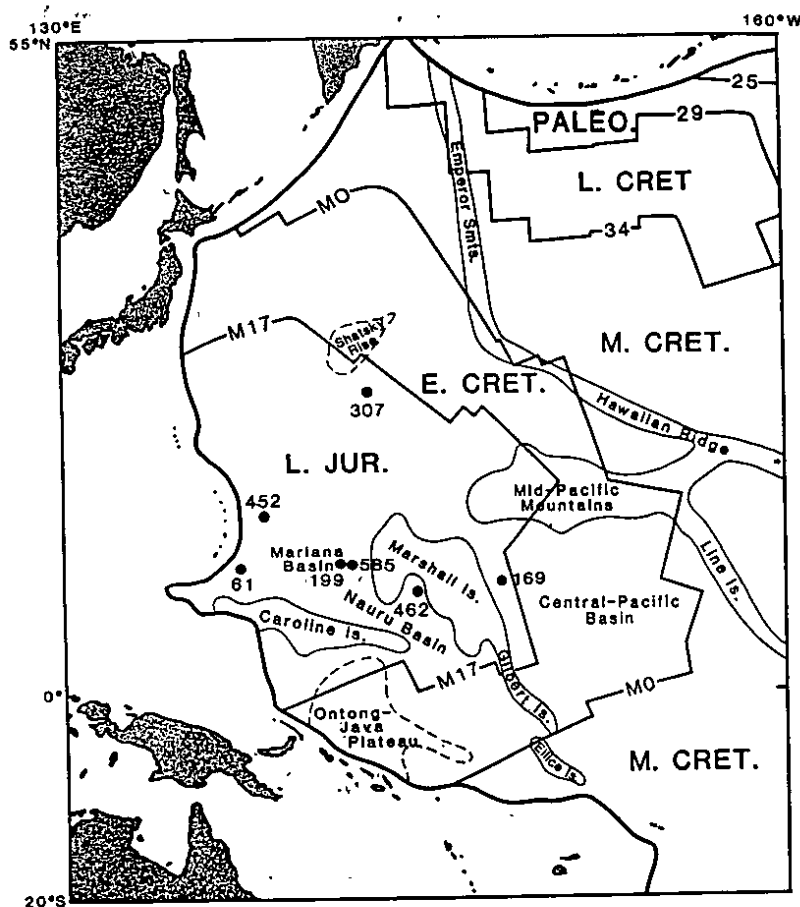 130°E
160°W
55°N
25
PALEO.
29
L. CRET
Emperor Smts.
34
M0
M17
Shatsky
Rise
M. CRET.
E. CRET.
307
Hawaiian Ridge
L. JUR.
Mid-Pacific
Mountains
452
Line Is.
Mariana
Basin
199
585
Marshall Is.
169
61
462
Nauru Basin
Central-Pacific
Basin
Caroline Is.
M17
Gilbert Is.
M0
0°
Ontong-
Java
Plateau
Ellice Is.
M. CRET.
20°S